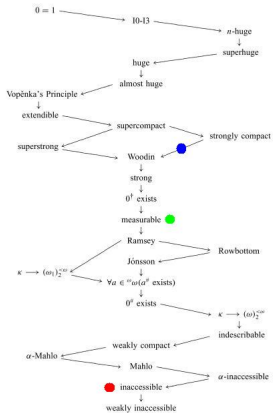 0 = 1
I0-I3
n-huge
superhuge
huge
almost huge
Vopěnka's Principle
extendible
supercompact
strongly compact
superstrong
Woodin
strong
0† exists
measurable
Ramsey
Rowbottom
Jónsson
κ → (ω₁)₂^<ω
∀a ∈ ^ωω(a# exists)
0# exists
κ → (ω)₂^<ω
indescribable
weakly compact
α-Mahlo
Mahlo
α-inaccessible
inaccessible
weakly inaccessible